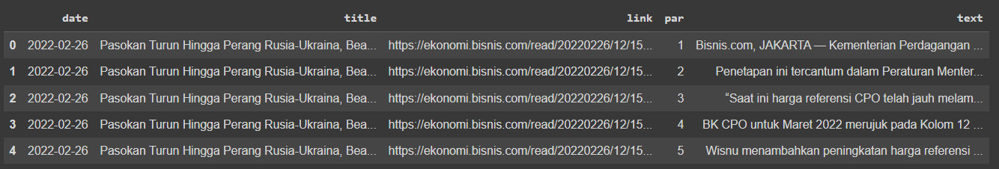 date title link par text
0 2022-02-26 Pasokan Turun Hingga Perang Rusia-Ukraina, Bea... https://ekonomi.bisnis.com/read/20220226/12/15... 1 Bisnis.com, JAKARTA — Kementerian Perdagangan ...
1 2022-02-26 Pasokan Turun Hingga Perang Rusia-Ukraina, Bea... https://ekonomi.bisnis.com/read/20220226/12/15... 2 Penetapan ini tercantum dalam Peraturan Menter...
2 2022-02-26 Pasokan Turun Hingga Perang Rusia-Ukraina, Bea... https://ekonomi.bisnis.com/read/20220226/12/15... 3 “Saat ini harga referensi CPO telah jauh melam...
3 2022-02-26 Pasokan Turun Hingga Perang Rusia-Ukraina, Bea... https://ekonomi.bisnis.com/read/20220226/12/15... 4 BK CPO untuk Maret 2022 merujuk pada Kolom 12 ...
4 2022-02-26 Pasokan Turun Hingga Perang Rusia-Ukraina, Bea... https://ekonomi.bisnis.com/read/20220226/12/15... 5 Wisnu menambahkan peningkatan harga referensi ...